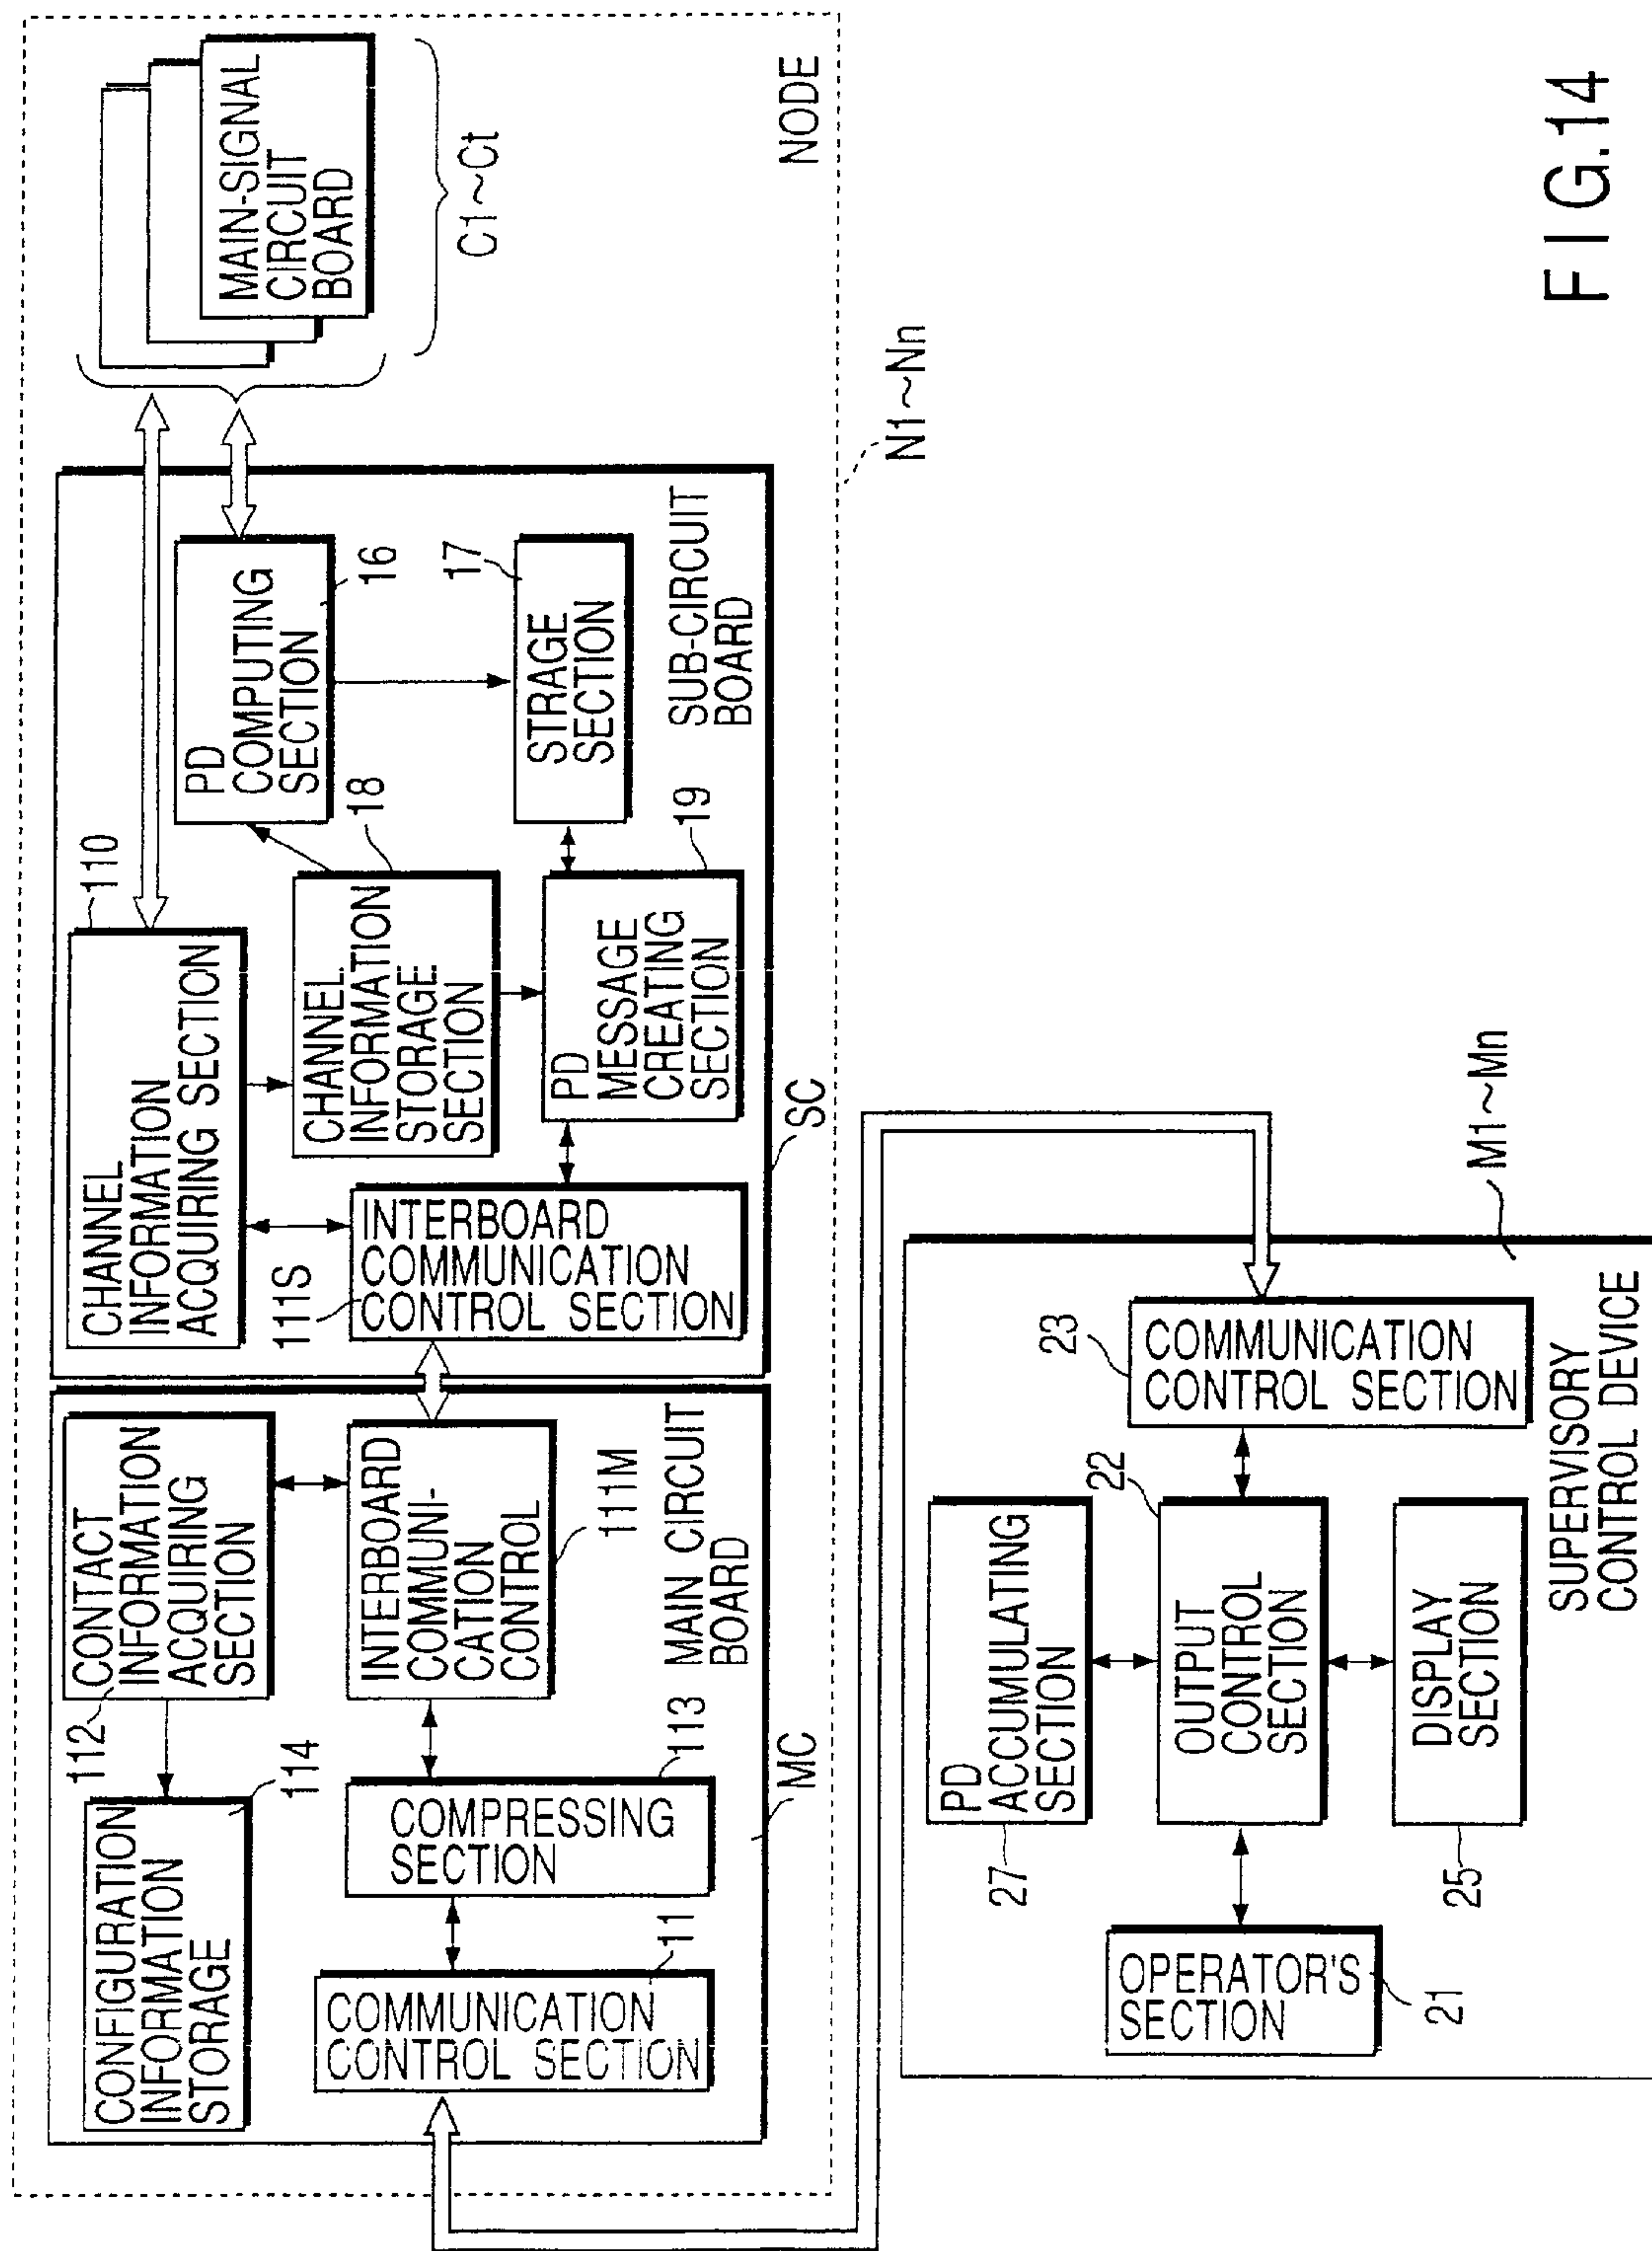 CONFIGURATION
INFORMATION
STORAGE
114
112
CONTACT
INFORMATION
ACQUIRING
SECTION
COMMUNICATION
CONTROL SECTION
11
COMPRESSING
SECTION
113
INTERBOARD
COMMUNI-
CATION
CONTROL
111M
MAIN CIRCUIT
BOARD
MC
CHANNEL
INFORMATION
ACQUIRING SECTION
110
111S
INTERBOARD
COMMUNICATION
CONTROL SECTION
CHANNEL
INFORMATION
STORAGE
SECTION
18
PD
COMPUTING
SECTION
16
PD
MESSAGE
CREATING
SECTION
19
STRAGE
SECTION
17
SUB-CIRCUIT
BOARD
SC
MAIN-SIGNAL
CIRCUIT
BOARD
C1~Ct
NODE
N1~Nn
OPERATOR'S
SECTION
21
PD
ACCUMULATING
SECTION
27
OUTPUT
CONTROL
SECTION
22
DISPLAY
SECTION
25
COMMUNICATION
CONTROL SECTION
23
SUPERVISORY
CONTROL DEVICE
M1~Mn
FIG.14